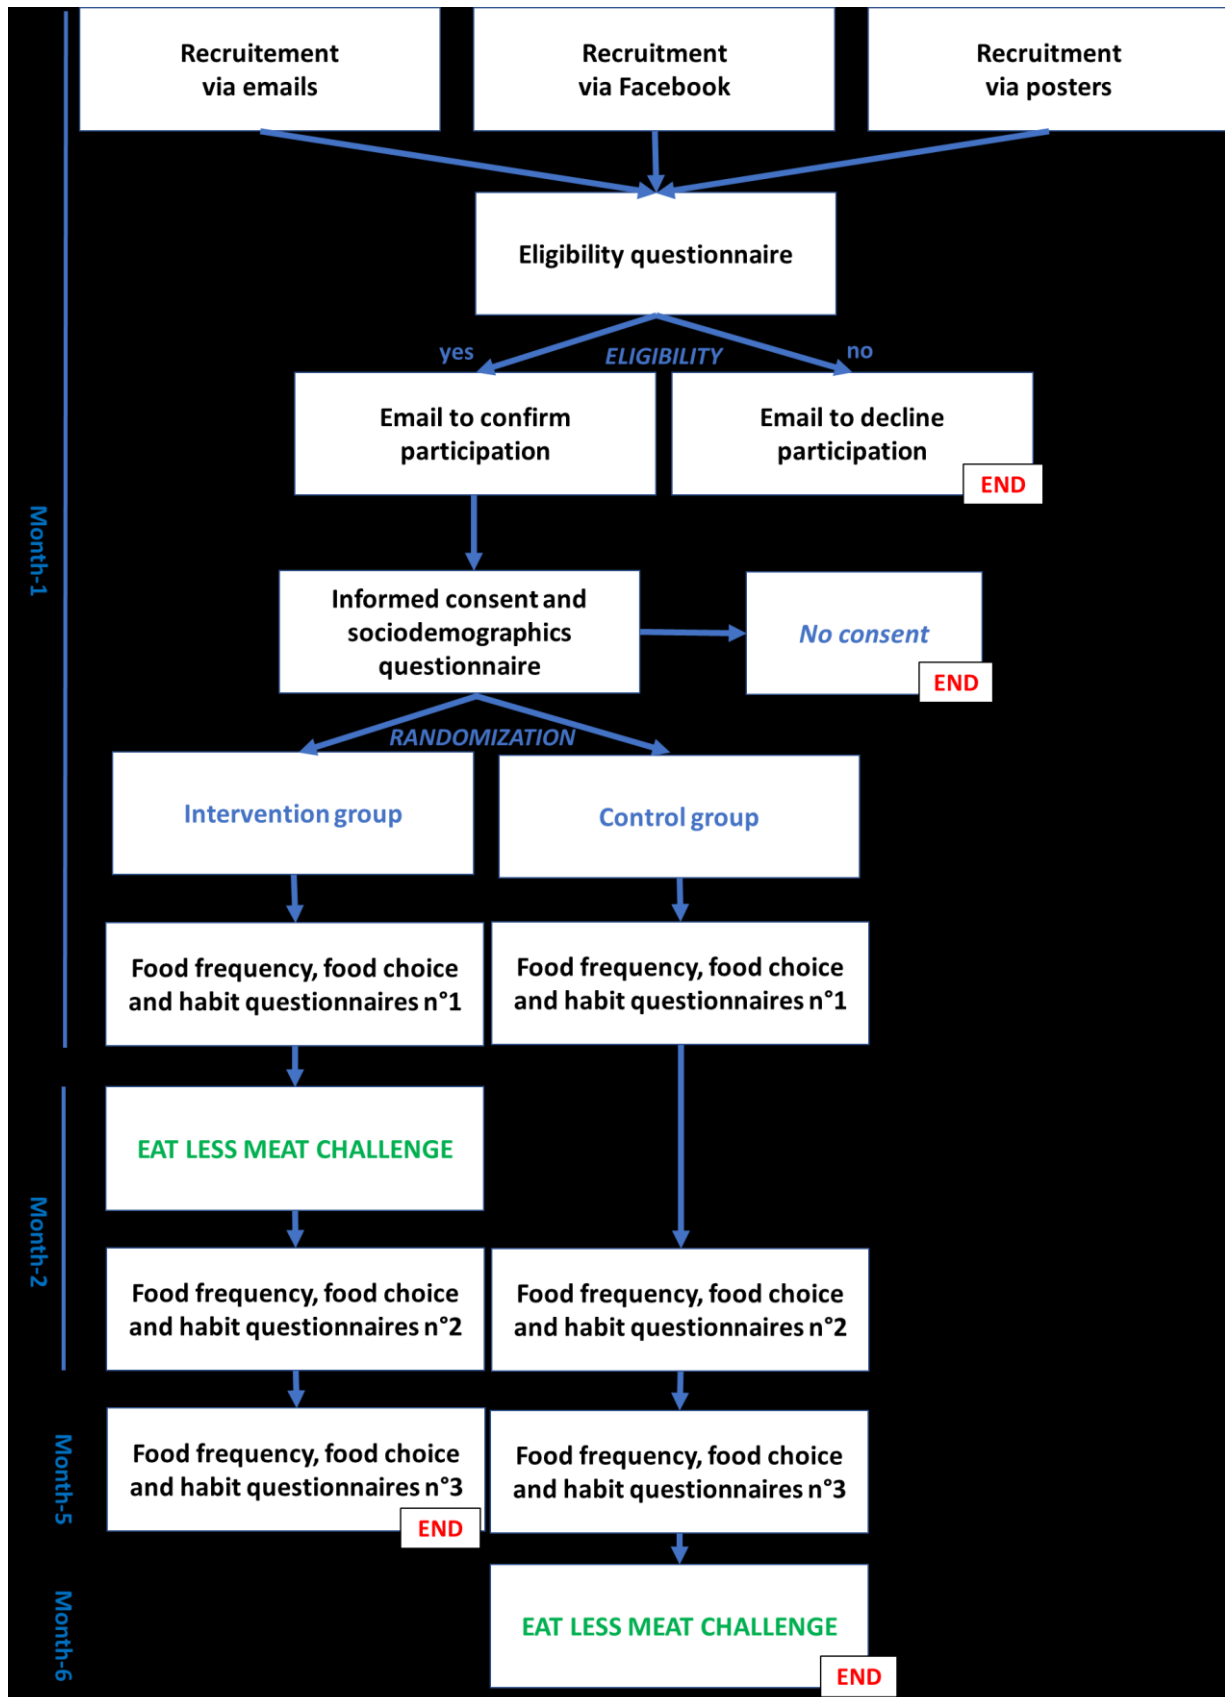 Recruitement
via emails
Recruitment
via Facebook
Recruitment
via posters
Eligibility questionnaire
yes
ELIGIBILITY
no
Email to confirm
participation
Email to decline
participation
END
Month-1
Informed consent and
sociodemographics
questionnaire
No consent
END
RANDOMIZATION
Intervention group
Control group
Food frequency, food choice
and habit questionnaires n°1
Food frequency, food choice
and habit questionnaires n°1
EAT LESS MEAT CHALLENGE
Month-2
Food frequency, food choice
and habit questionnaires n°2
Food frequency, food choice
and habit questionnaires n°2
Month-5
Food frequency, food choice
and habit questionnaires n°3
END
Food frequency, food choice
and habit questionnaires n°3
Month-6
EAT LESS MEAT CHALLENGE
END